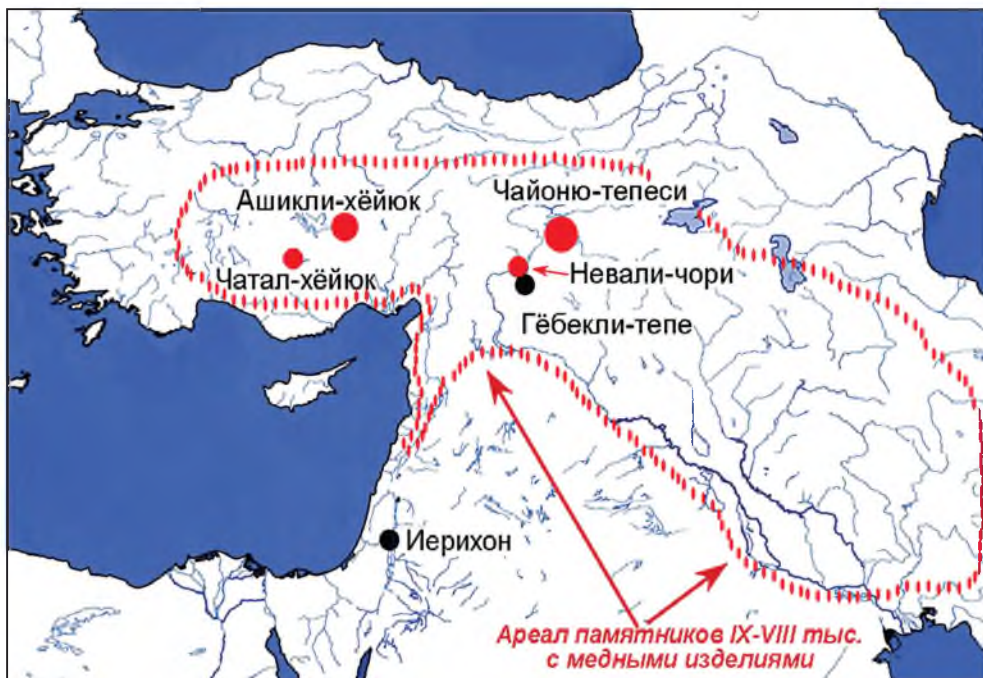 Ашикли-хёйюк
Чайоню-тепеси
Чатал-хёйюк
Невали-чори
Гёбекли-тепе
Иерихон
Ареал памятников IX-VIII тыс.
с медными изделиями